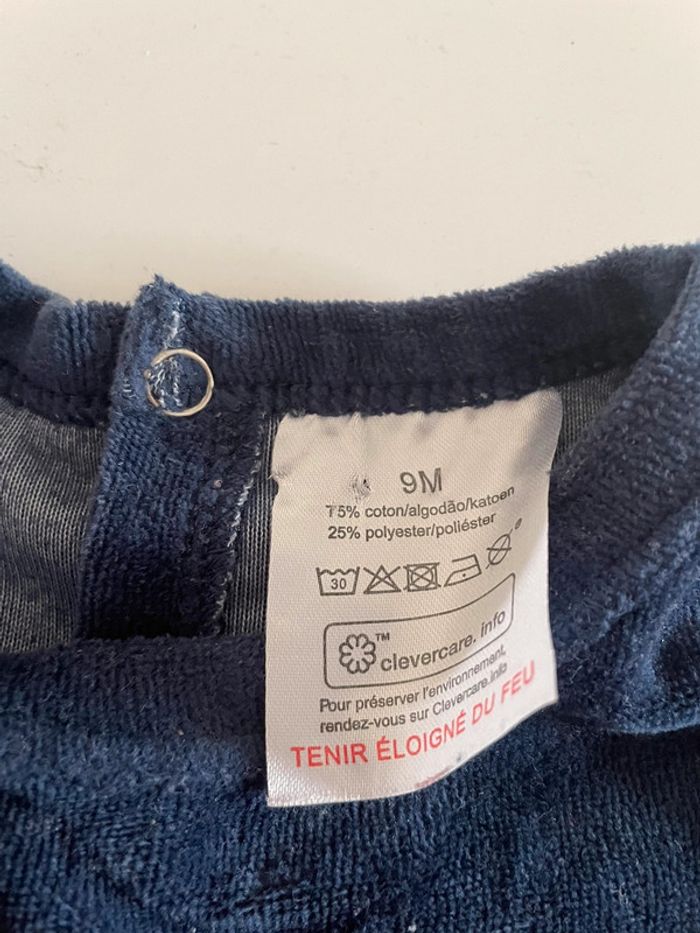 9M
75% coton/algodão/katoen
25% polyester/poliéster
30
™
clevercare.info
Pour préserver l'environnement,
rendez-vous sur Clevercare.info
TENIR ÉLOIGNÉ DU FEU